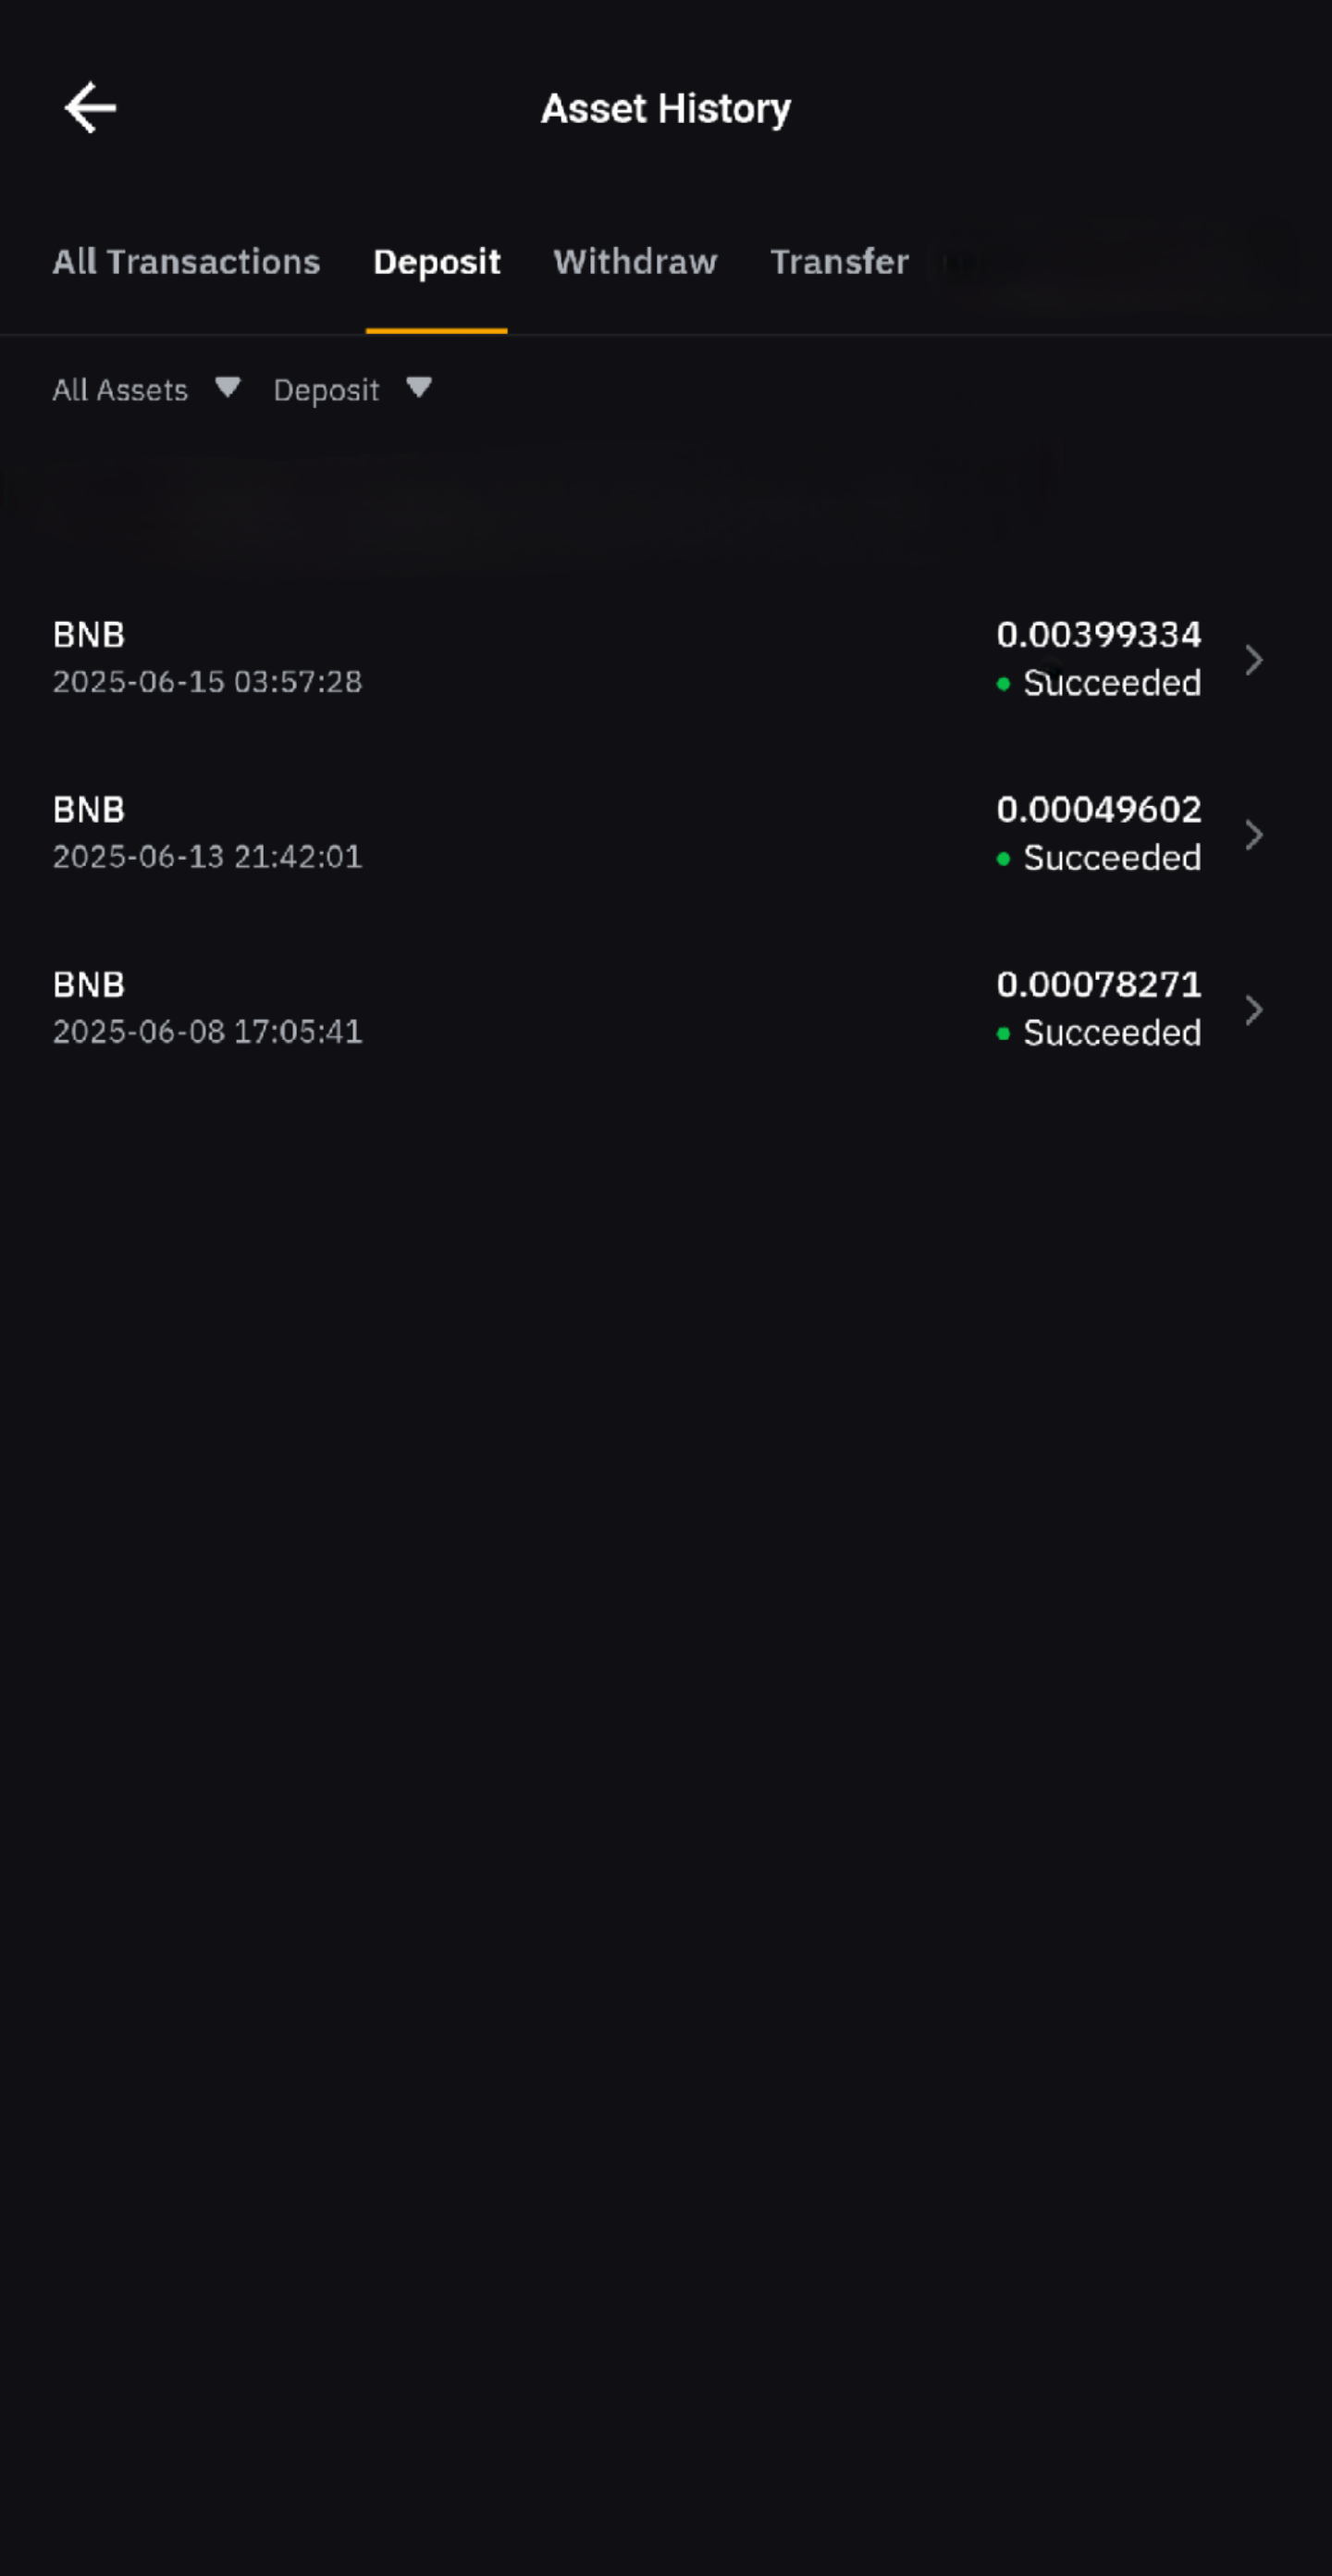 Asset History
All Transactions Deposit Withdraw Transfer
All Assets Deposit
BNB 0.00399334
2025-06-15 03:57:28 Succeeded
BNB 0.00049602
2025-06-13 21:42:01 Succeeded
BNB 0.00078271
2025-06-08 17:05:41 Succeeded